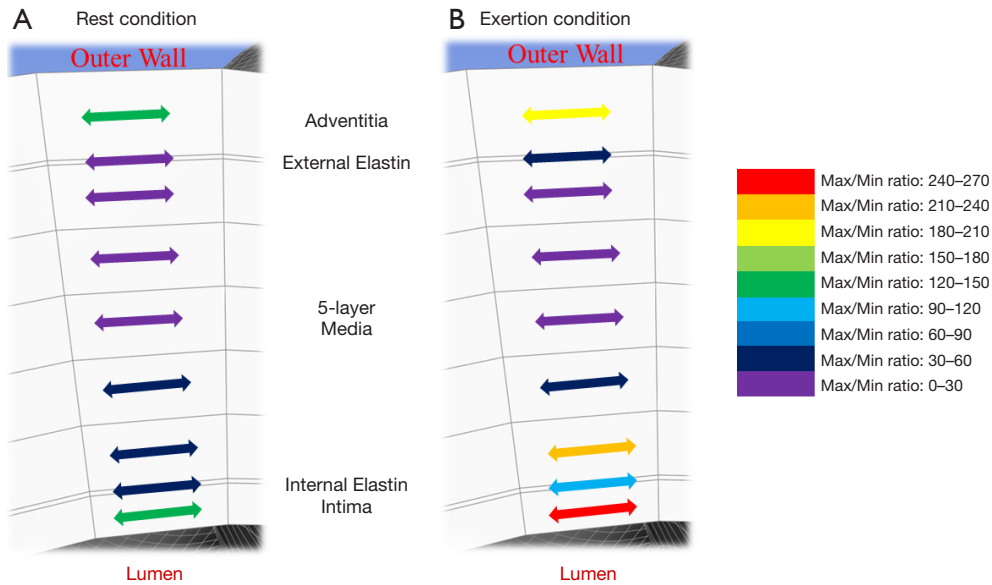 A
Rest condition
B
Exertion condition
Outer Wall
Outer Wall
Adventitia
External Elastin
5-layer
Media
Internal Elastin
Intima
Lumen
Lumen
Max/Min ratio: 240–270
Max/Min ratio: 210–240
Max/Min ratio: 180–210
Max/Min ratio: 150–180
Max/Min ratio: 120–150
Max/Min ratio: 90–120
Max/Min ratio: 60–90
Max/Min ratio: 30–60
Max/Min ratio: 0–30